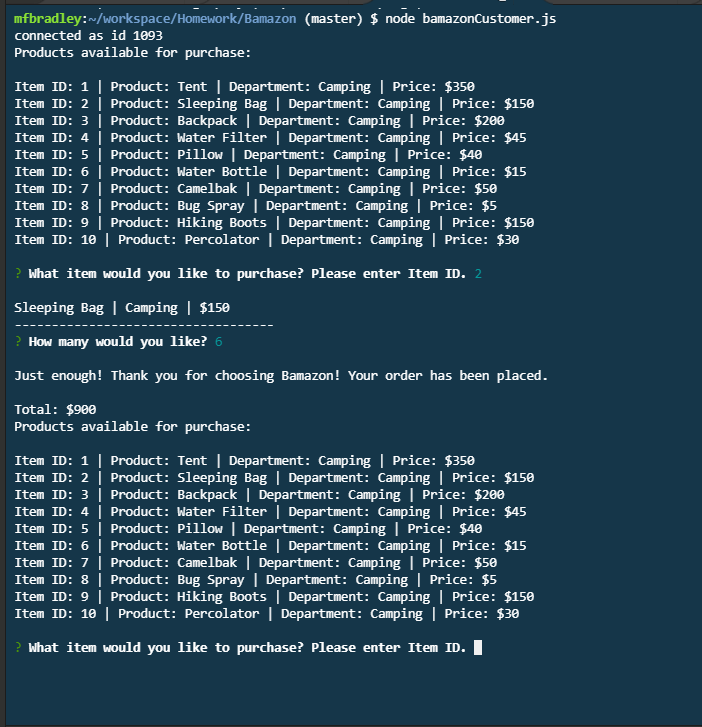 mfbradley:~/workspace/Homework/Bamazon (master) $ node bamazonCustomer.js
connected as id 1093
Products available for purchase:
Item ID: 1 | Product: Tent | Department: Camping | Price: $350
Item ID: 2 | Product: Sleeping Bag | Department: Camping | Price: $150
Item ID: 3 | Product: Backpack | Department: Camping | Price: $200
Item ID: 4 | Product: Water Filter | Department: Camping | Price: $45
Item ID: 5 | Product: Pillow | Department: Camping | Price: $40
Item ID: 6 | Product: Water Bottle | Department: Camping | Price: $15
Item ID: 7 | Product: Camelbak | Department: Camping | Price: $50
Item ID: 8 | Product: Bug Spray | Department: Camping | Price: $5
Item ID: 9 | Product: Hiking Boots | Department: Camping | Price: $150
Item ID: 10 | Product: Percolator | Department: Camping | Price: $30
? What item would you like to purchase? Please enter Item ID. 2
Sleeping Bag | Camping | $150
-----------------------------------
? How many would you like? 6
Just enough! Thank you for choosing Bamazon! Your order has been placed.
Total: $900
Products available for purchase:
Item ID: 1 | Product: Tent | Department: Camping | Price: $350
Item ID: 2 | Product: Sleeping Bag | Department: Camping | Price: $150
Item ID: 3 | Product: Backpack | Department: Camping | Price: $200
Item ID: 4 | Product: Water Filter | Department: Camping | Price: $45
Item ID: 5 | Product: Pillow | Department: Camping | Price: $40
Item ID: 6 | Product: Water Bottle | Department: Camping | Price: $15
Item ID: 7 | Product: Camelbak | Department: Camping | Price: $50
Item ID: 8 | Product: Bug Spray | Department: Camping | Price: $5
Item ID: 9 | Product: Hiking Boots | Department: Camping | Price: $150
Item ID: 10 | Product: Percolator | Department: Camping | Price: $30
? What item would you like to purchase? Please enter Item ID.